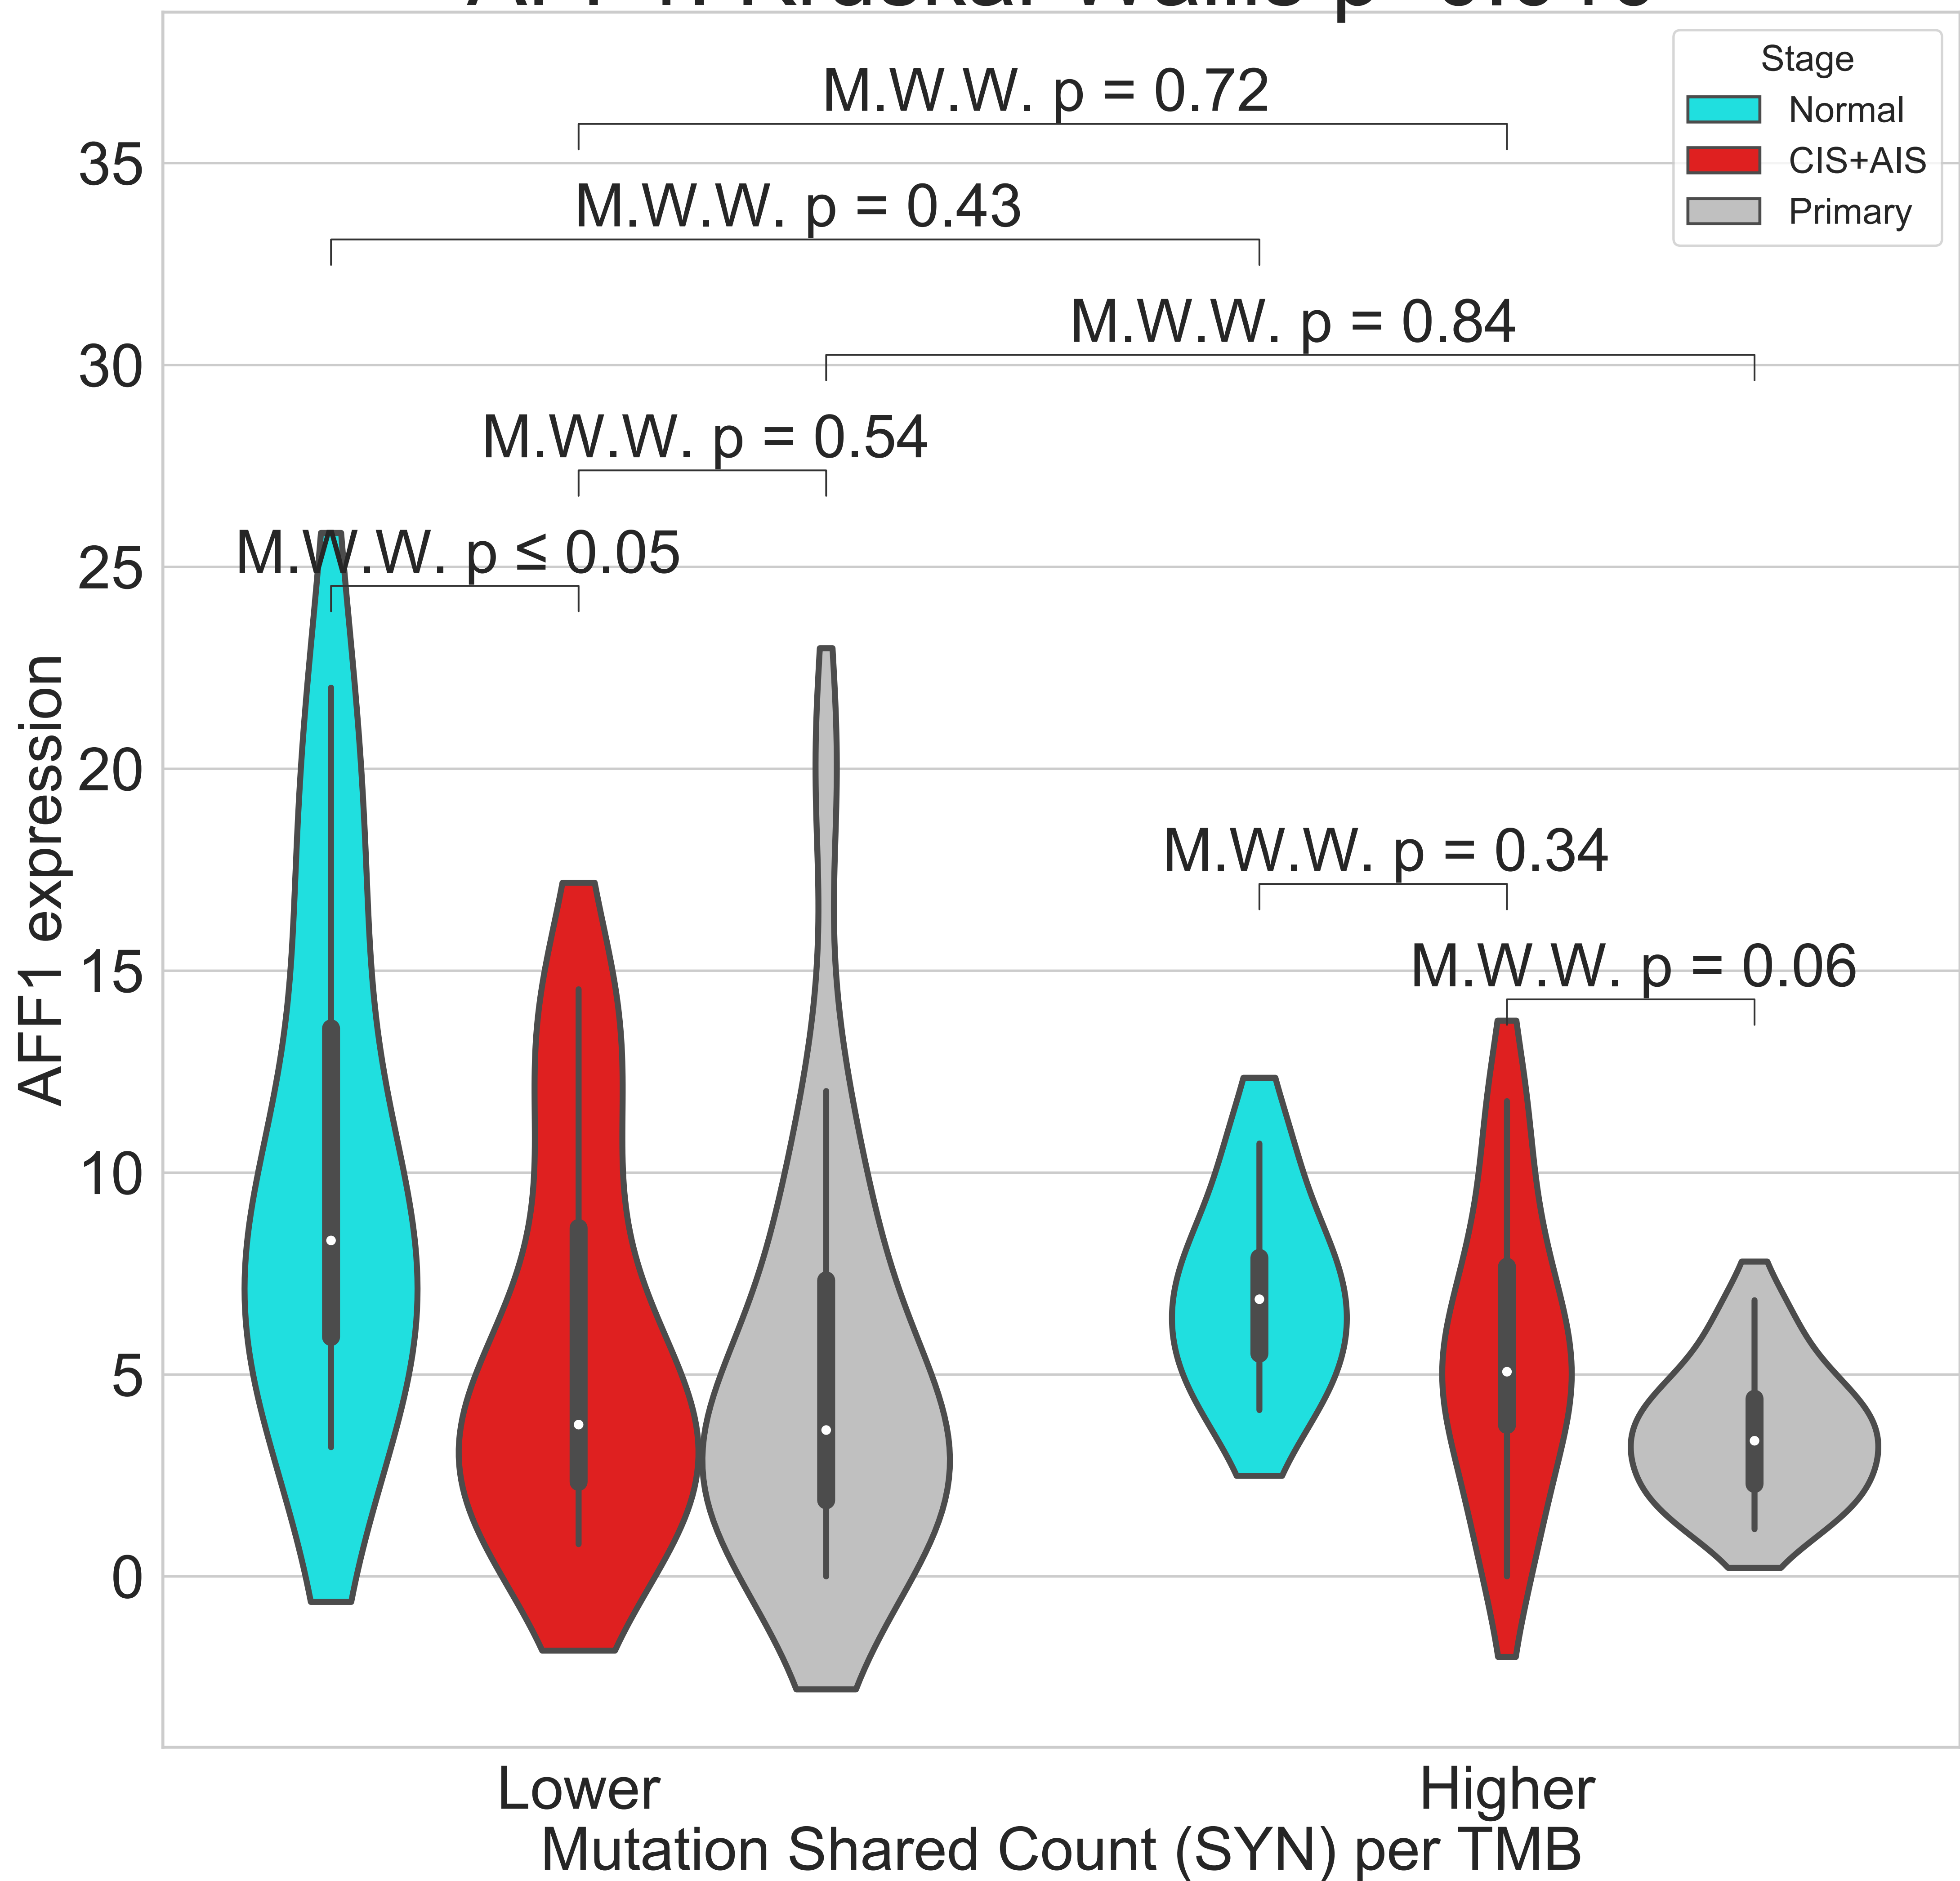 Stage
Normal
CIS+AIS
Primary
M.W.W. p = 0.72
M.W.W. p = 0.43
M.W.W. p = 0.84
M.W.W. p = 0.54
M.W.W. p ≤ 0.05
M.W.W. p = 0.34
M.W.W. p = 0.06
35
30
25
20
15
10
5
0
AFF1 expression
Lower
Higher
Mutation Shared Count (SYN) per TMB